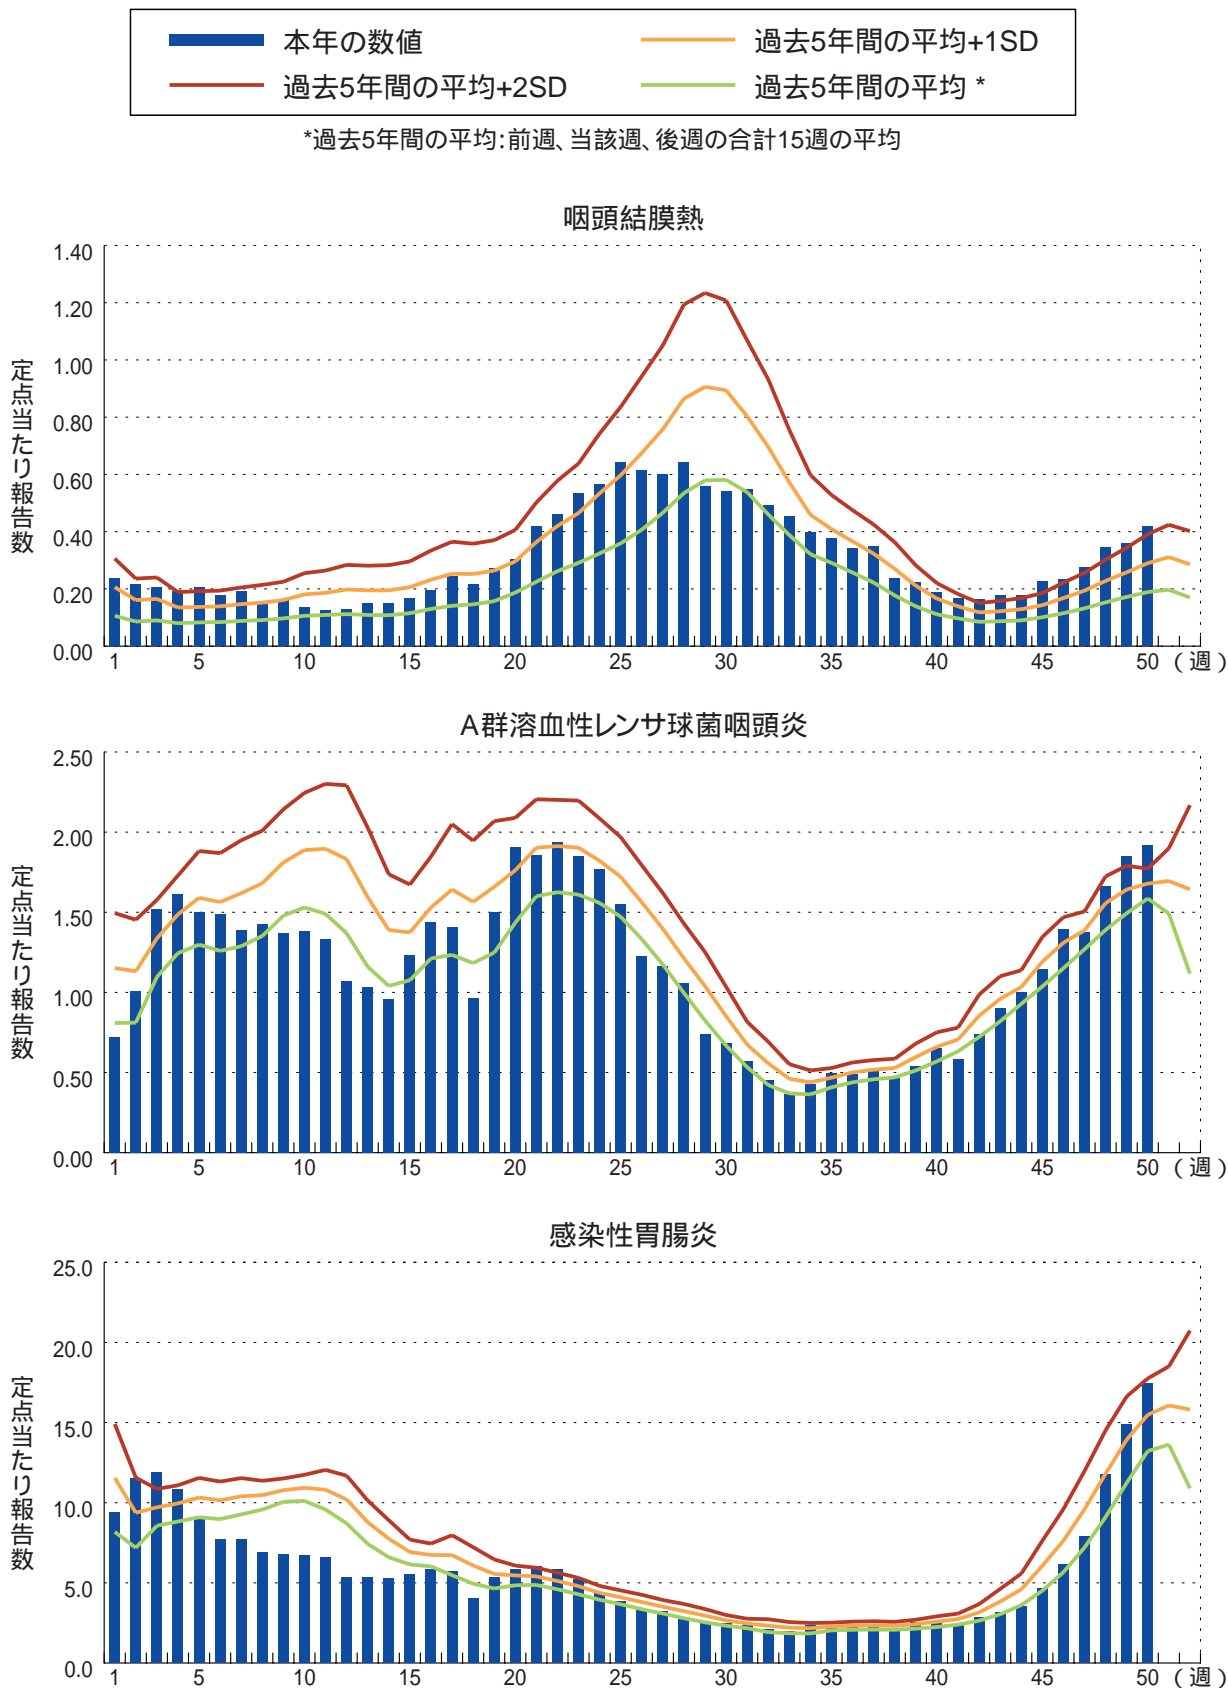 本年の数値
過去5年間の平均+1SD
過去5年間の平均+2SD
過去5年間の平均 *
*過去5年間の平均:前週、当該週、後週の合計15週の平均
咽頭結膜熱
定点当たり報告数
1.40
1.20
1.00
0.80
0.60
0.40
0.20
0.00
1 5 10 15 20 25 30 35 40 45 50 (週)
A群溶血性レンサ球菌咽頭炎
定点当たり報告数
2.50
2.00
1.50
1.00
0.50
0.00
1 5 10 15 20 25 30 35 40 45 50 (週)
感染性胃腸炎
定点当たり報告数
25.0
20.0
15.0
10.0
5.0
0.0
1 5 10 15 20 25 30 35 40 45 50 (週)